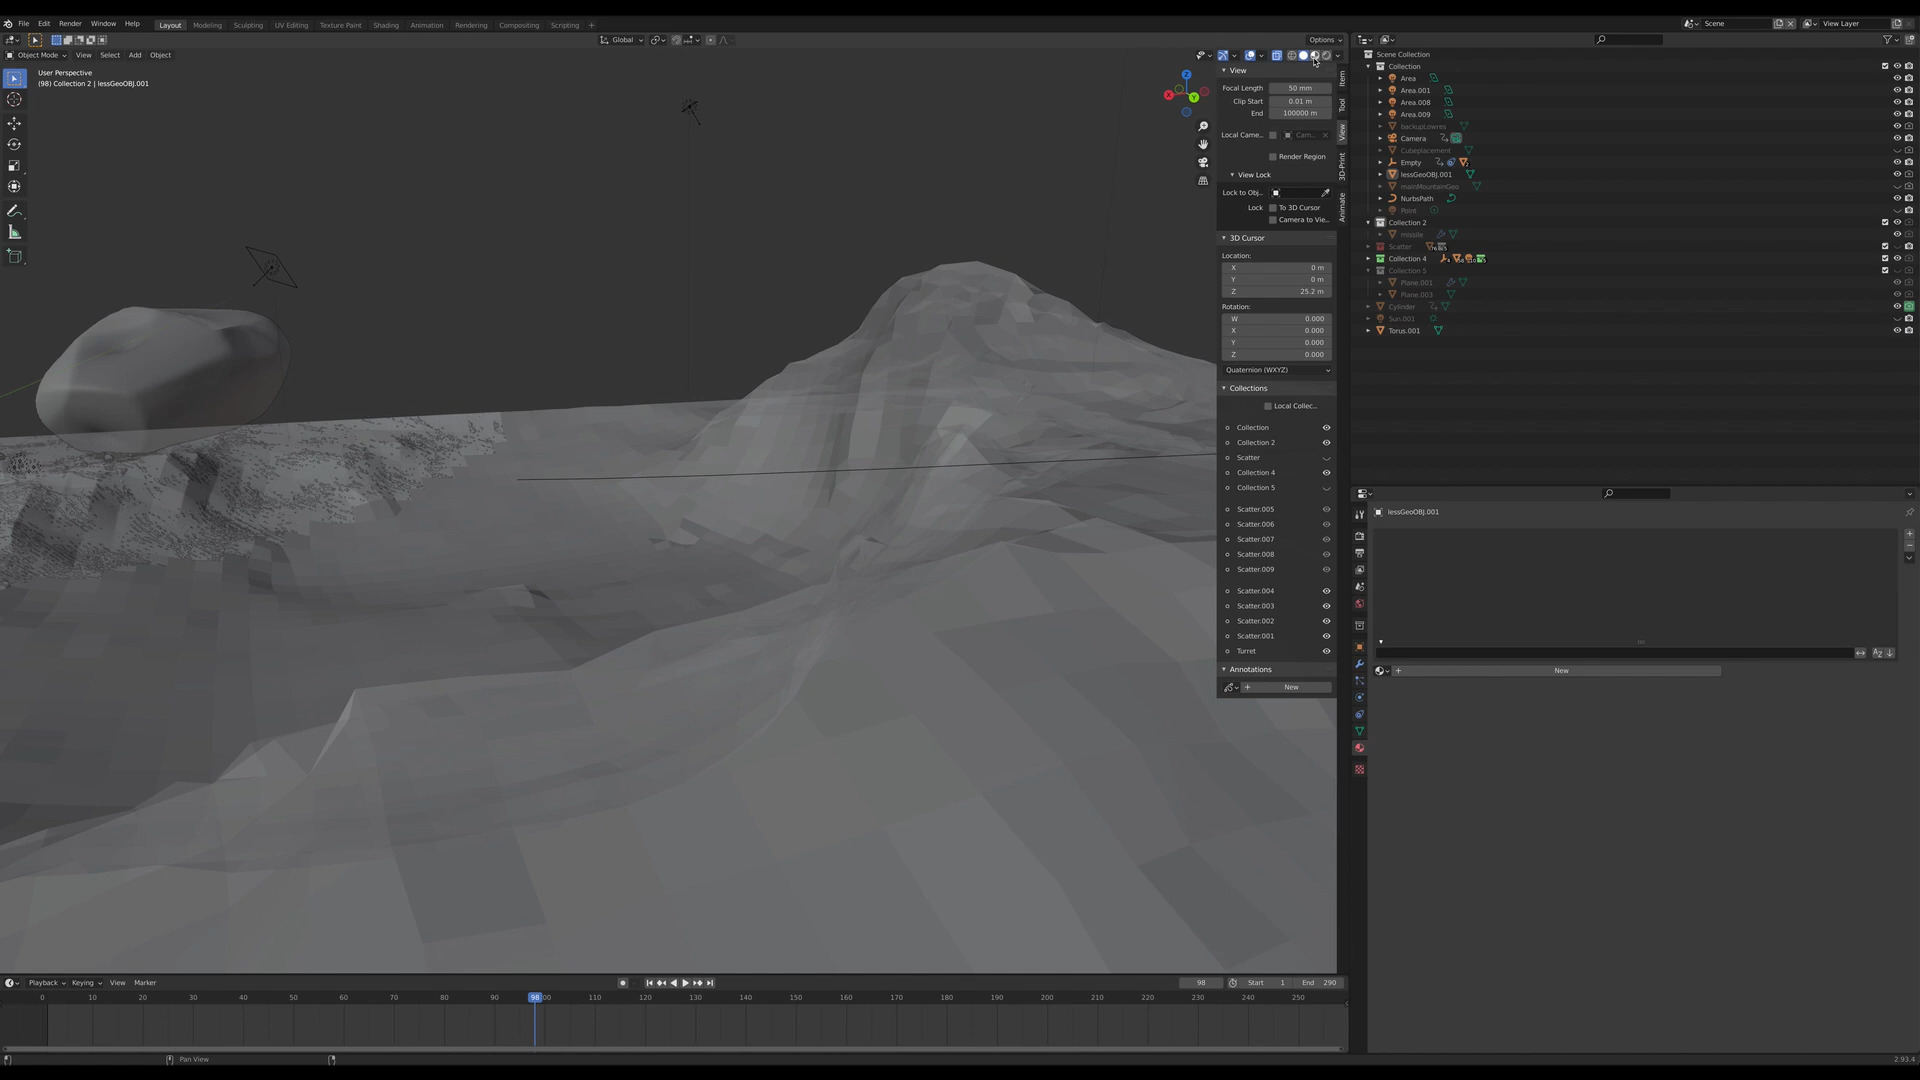 File Edit Render Window Help Layout Modeling Sculpting UV Editing Texture Paint Shading Animation Rendering Compositing Scripting + Scene View Layer
Global Options
Object Mode View Select Add Object
User Perspective
(98) Collection 2 | lessGeoOBJ.001
Z
X
Y
View
Focal Length 50 mm
Clip Start 0.01 m
End 100000 m
Local Came... Cam...
Render Region
View Lock
Lock to Obj...
Lock To 3D Cursor
Camera to Vie...
3D Cursor
Location:
X 0 m
Y 0 m
Z 25.2 m
Rotation:
W 0.000
X 0.000
Y 0.000
Z 0.000
Quaternion (WXYZ)
Collections
Local Collec...
Collection
Collection 2
Scatter
Collection 4
Collection 5
Scatter.005
Scatter.006
Scatter.007
Scatter.008
Scatter.009
Scatter.004
Scatter.003
Scatter.002
Scatter.001
Turret
Annotations
+ New
Item
Tool
View
3D-Print
Animate
Scene Collection
Collection
Area
Area.001
Area.008
Area.009
backupLowres
Camera
Cubeplacement
Empty
lessGeoOBJ.001
mainMountainGeo
NurbsPath
Point
Collection 2
missile
Scatter
Collection 4
Collection 5
Plane.001
Plane.003
Cylinder
Sun.001
Torus.001
lessGeoOBJ.001
+ New
Playback Keying View Marker 98 Start 1 End 290
0 10 20 30 40 50 60 70 80 90 98 110 120 130 140 150 160 170 180 190 200 210 220 230 240 250
Pan View 2.93.4